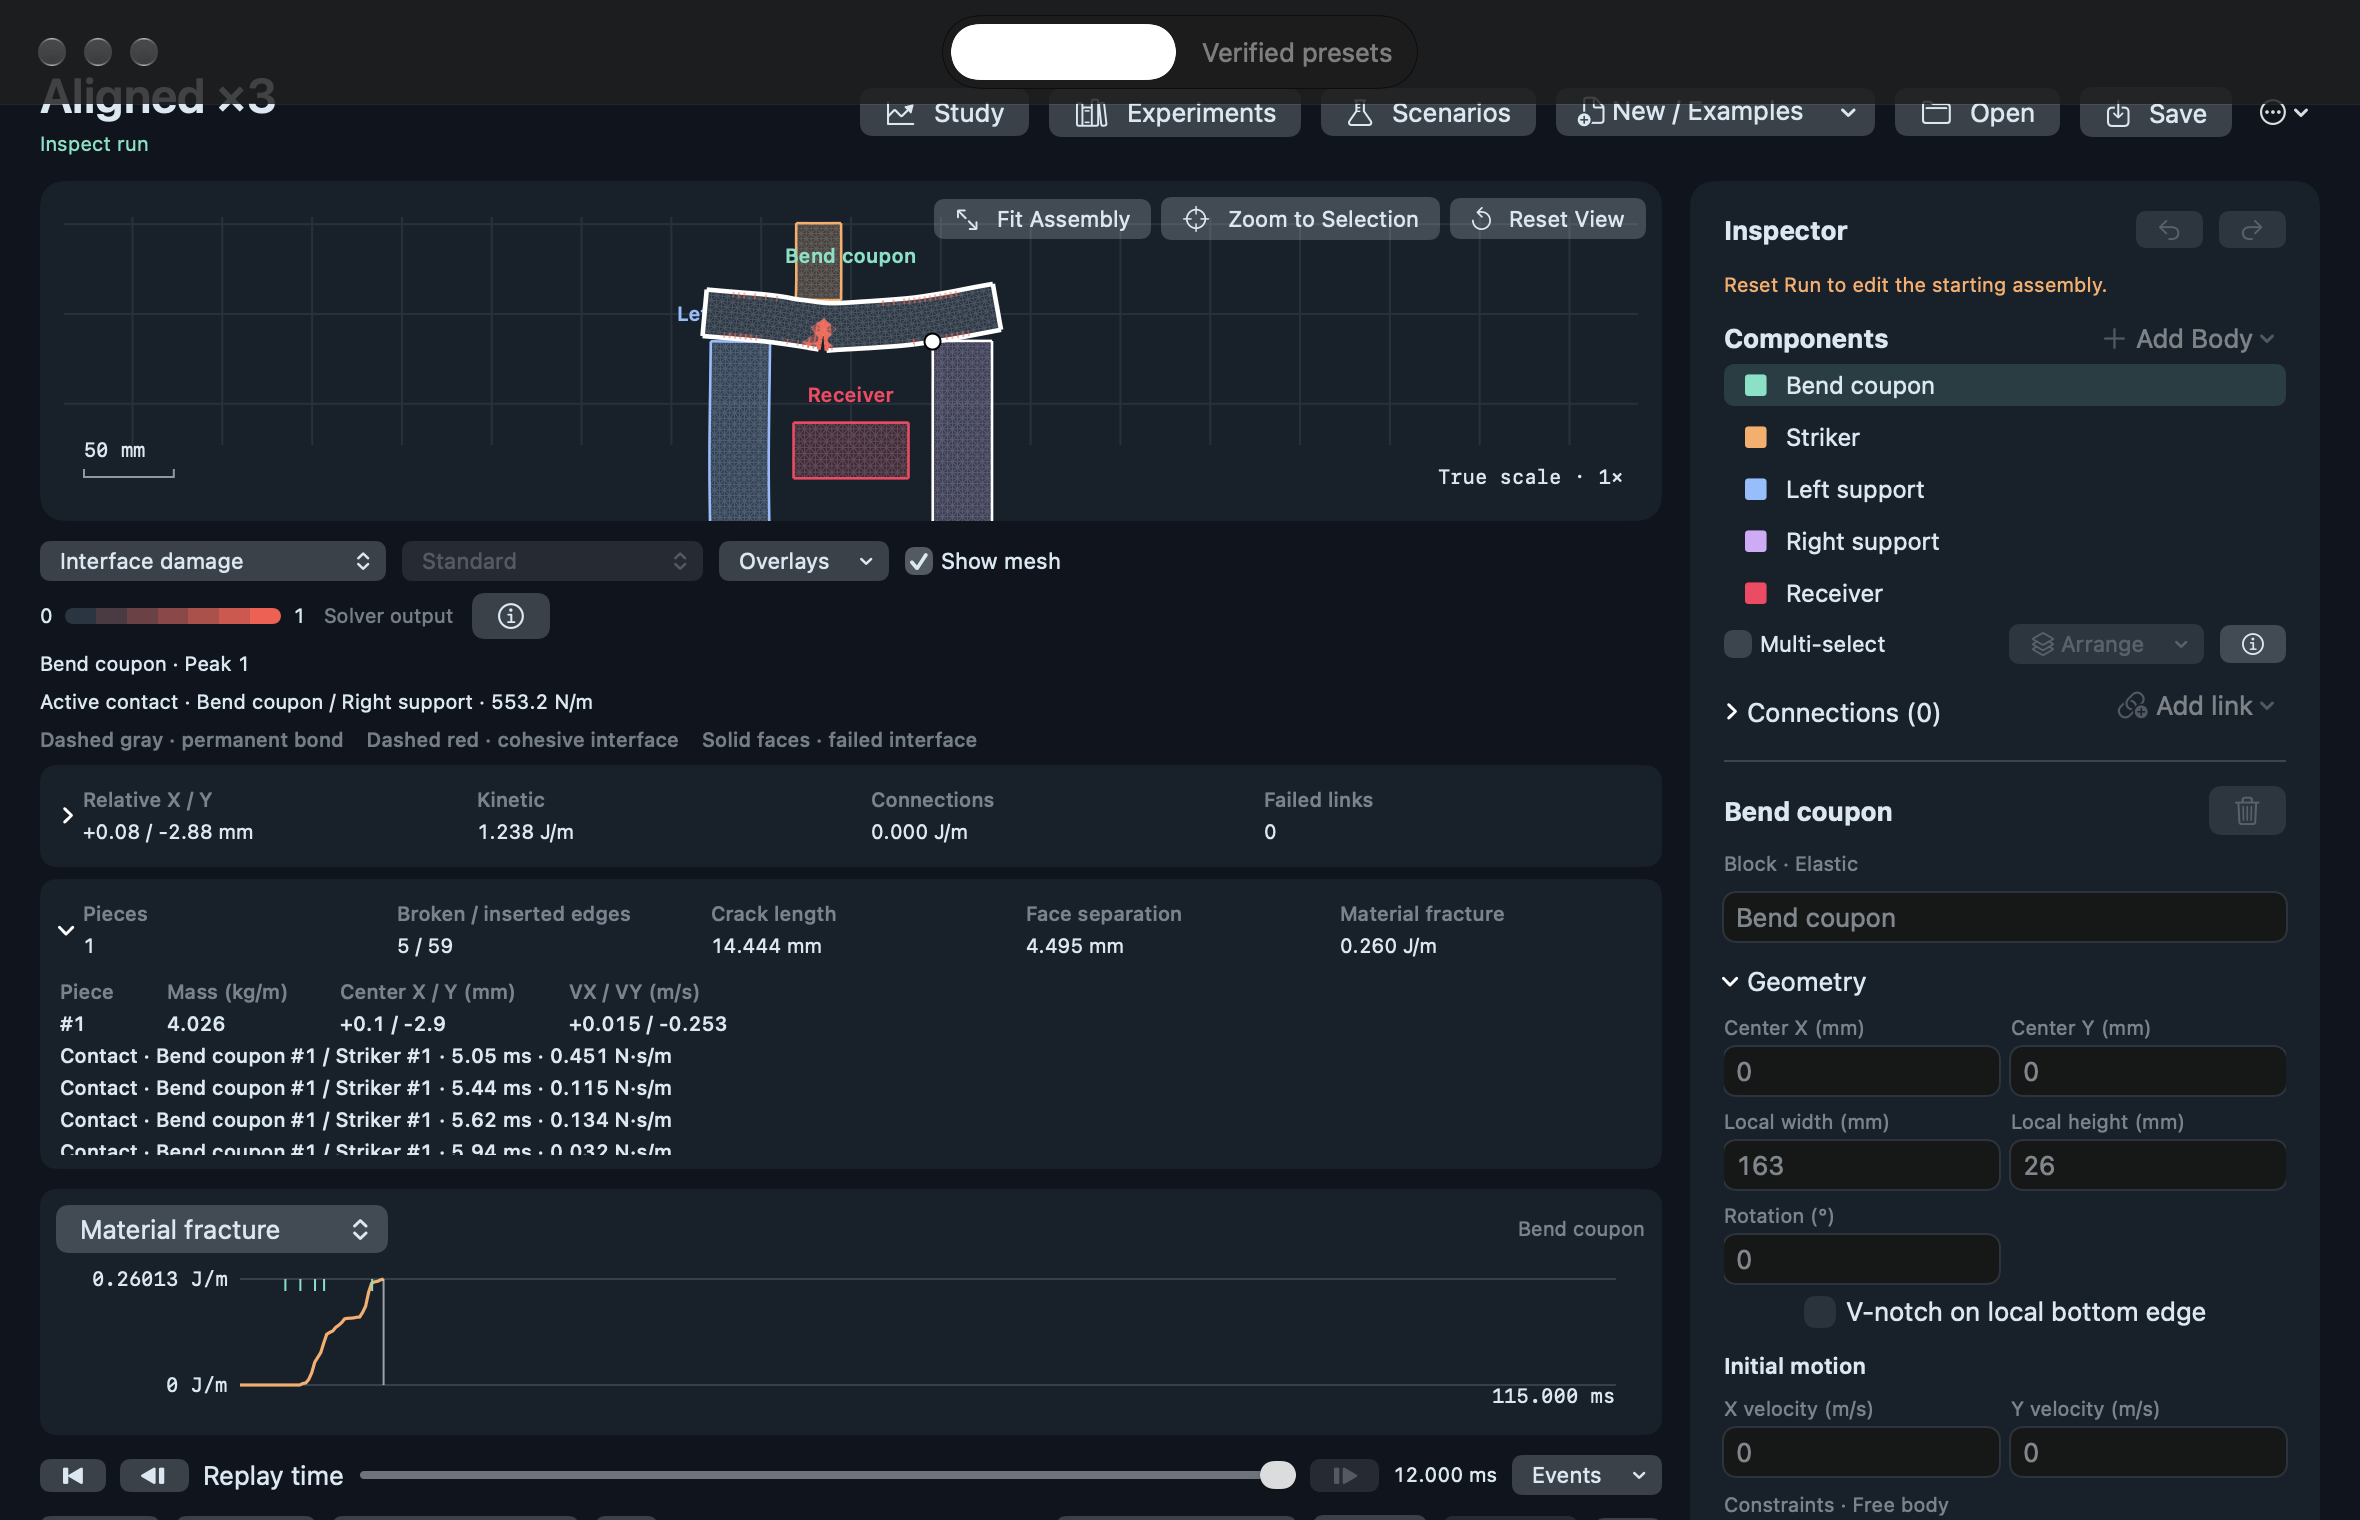 Verified presets
Aligned ×3
Inspect run
Study
Experiments
Scenarios
New / Examples
Open
Save
Fit Assembly
Zoom to Selection
Reset View
Bend coupon
Le
Receiver
50 mm
True scale · 1×
Interface damage
Standard
Overlays
Show mesh
0
1
Solver output
Bend coupon · Peak 1
Active contact · Bend coupon / Right support · 553.2 N/m
Dashed gray · permanent bond Dashed red · cohesive interface Solid faces · failed interface
Relative X / Y Kinetic Connections Failed links
+0.08 / -2.88 mm 1.238 J/m 0.000 J/m 0
Pieces Broken / inserted edges Crack length Face separation Material fracture
1 5 / 59 14.444 mm 4.495 mm 0.260 J/m
Piece Mass (kg/m) Center X / Y (mm) VX / VY (m/s)
#1 4.026 +0.1 / -2.9 +0.015 / -0.253
Contact · Bend coupon #1 / Striker #1 · 5.05 ms · 0.451 N·s/m
Contact · Bend coupon #1 / Striker #1 · 5.44 ms · 0.115 N·s/m
Contact · Bend coupon #1 / Striker #1 · 5.62 ms · 0.134 N·s/m
Contact · Bend coupon #1 / Striker #1 · 5.94 ms · 0.032 N·s/m
Material fracture
Bend coupon
0.26013 J/m
0 J/m
115.000 ms
Replay time
12.000 ms
Events
Inspector
Reset Run to edit the starting assembly.
Components
Add Body
Bend coupon
Striker
Left support
Right support
Receiver
Multi-select
Arrange
Connections (0)
Add link
Bend coupon
Block · Elastic
Bend coupon
Geometry
Center X (mm) Center Y (mm)
0 0
Local width (mm) Local height (mm)
163 26
Rotation (°)
0
V-notch on local bottom edge
Initial motion
X velocity (m/s) Y velocity (m/s)
0 0
Constraints · Free body